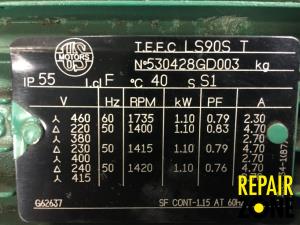 US
MOTORS
T.E.F.C LS90S T
Nº530428GD003 kg
IP 55 I.cl F °C 40 S S1
V Hz RPM kW PF A
⅄ 460 60 1735 1.10 0.79 2.30
△ 220 50 1400 1.10 0.83 4.70
⅄ 380 2.70
△ 230 50 1415 1.10 0.79 4.70
⅄ 400 2.70
△ 240 50 1420 1.10 0.76 4.70
⅄ 415 2.70
G62637 SF CONT-1.15 AT 60Hz
REPAIR
ZONE